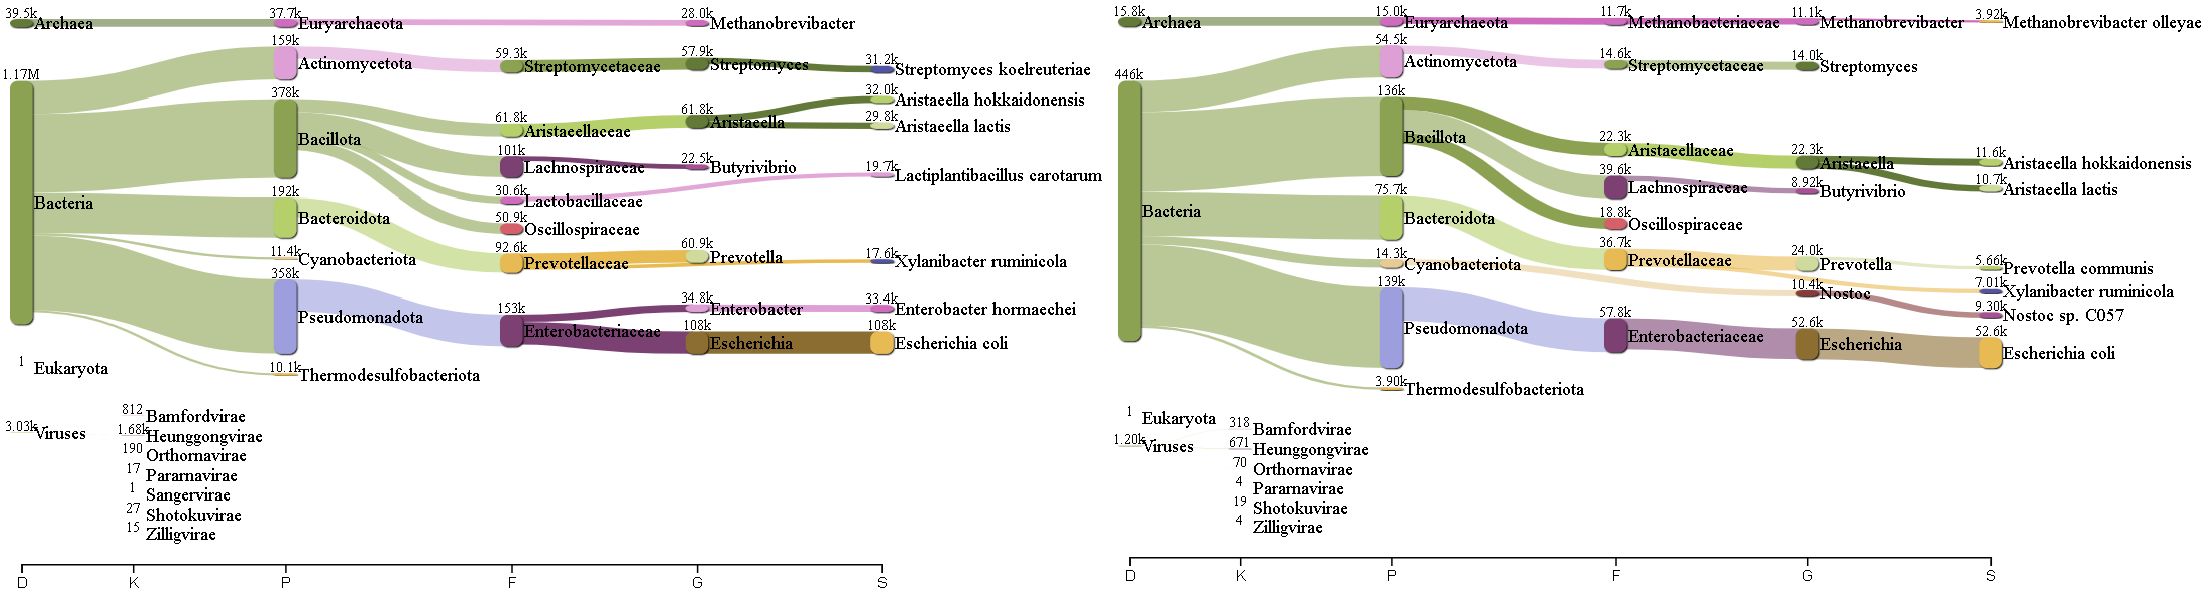 39.5k Archaea
37.7k Euryarchaeota
28.0k Methanobrevibacter
159k Actinomycetota
59.3k Streptomycetaceae
57.9k Streptomyces
31.2k Streptomyces koelreuteriae
1.17M Bacteria
378k Bacillota
61.8k Aristaeellaceae
61.8k Aristaeella
32.0k Aristaeella hokkaidonensis
29.8k Aristaeella lactis
101k Lachnospiraceae
22.5k Butyrivibrio
30.6k Lactobacillaceae
19.7k Lactiplantibacillus carotarum
50.9k Oscillospiraceae
192k Bacteroidota
92.6k Prevotellaceae
60.9k Prevotella
17.6k Xylanibacter ruminicola
11.4k Cyanobacteriota
358k Pseudomonadota
153k Enterobacteriaceae
34.8k Enterobacter
33.4k Enterobacter hormaechei
108k Escherichia
108k Escherichia coli
10.1k Thermodesulfobacteriota
1 Eukaryota
3.03k Viruses
812 Bamfordvirae
1.68k Heunggongvirae
190 Orthornavirae
17 Pararnavirae
1 Sangervirae
27 Shotokuvirae
15 Zilligvirae
D K P F G S
15.8k Archaea
15.0k Euryarchaeota
11.7k Methanobacteriaceae
11.1k Methanobrevibacter
3.92k Methanobrevibacter olleyae
54.5k Actinomycetota
14.6k Streptomycetaceae
14.0k Streptomyces
446k Bacteria
136k Bacillota
22.3k Aristaeellaceae
22.3k Aristaeella
11.6k Aristaeella hokkaidonensis
10.7k Aristaeella lactis
39.6k Lachnospiraceae
8.92k Butyrivibrio
18.8k Oscillospiraceae
75.7k Bacteroidota
36.7k Prevotellaceae
24.0k Prevotella
5.66k Prevotella communis
7.01k Xylanibacter ruminicola
14.3k Cyanobacteriota
10.4k Nostoc
9.30k Nostoc sp. C057
139k Pseudomonadota
57.8k Enterobacteriaceae
52.6k Escherichia
52.6k Escherichia coli
3.90k Thermodesulfobacteriota
1 Eukaryota
1.20k Viruses
318 Bamfordvirae
671 Heunggongvirae
70 Orthornavirae
4 Pararnavirae
19 Shotokuvirae
4 Zilligvirae
D K P F G S